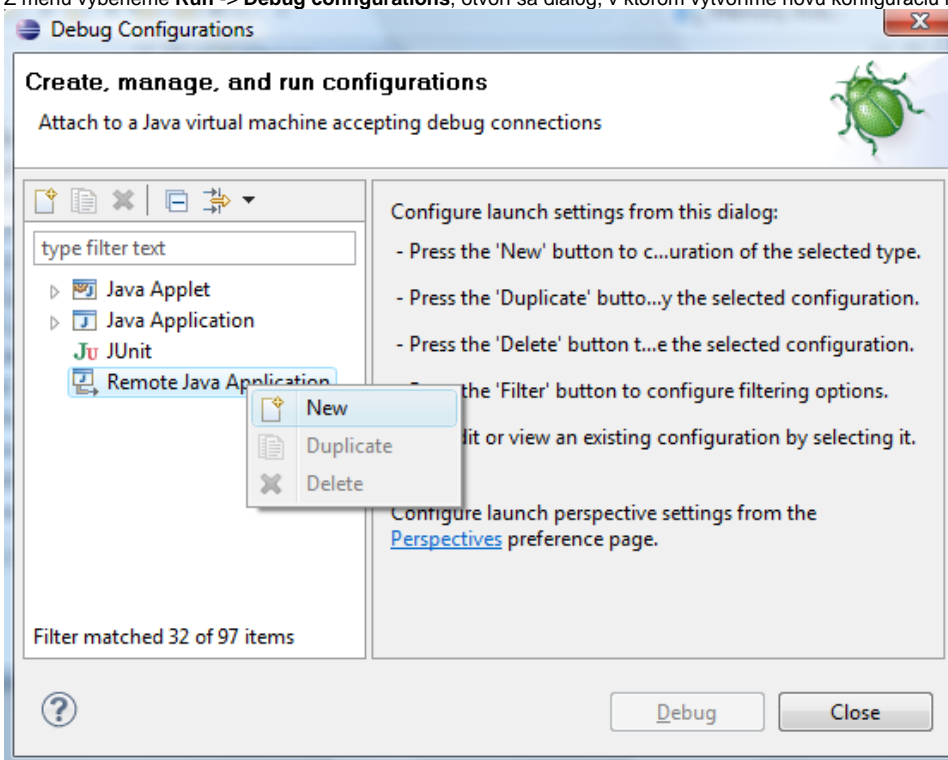 Z menu vyberieme Run -> Debug configurations, otvorí sa dialóg, v ktorom vytvoríme novú konfiguráciu
Debug Configurations
Create, manage, and run configurations
Attach to a Java virtual machine accepting debug connections
type filter text
Java Applet
Java Application
Ju JUnit
Remote Java Application
New
Duplicate
Delete
Filter matched 32 of 97 items
Configure launch settings from this dialog:
- Press the 'New' button to c...uration of the selected type.
- Press the 'Duplicate' butto...y the selected configuration.
- Press the 'Delete' button t...e the selected configuration.
the 'Filter' button to configure filtering options.
or view an existing configuration by selecting it.
Configure launch perspective settings from the
Perspectives preference page.
Debug
Close